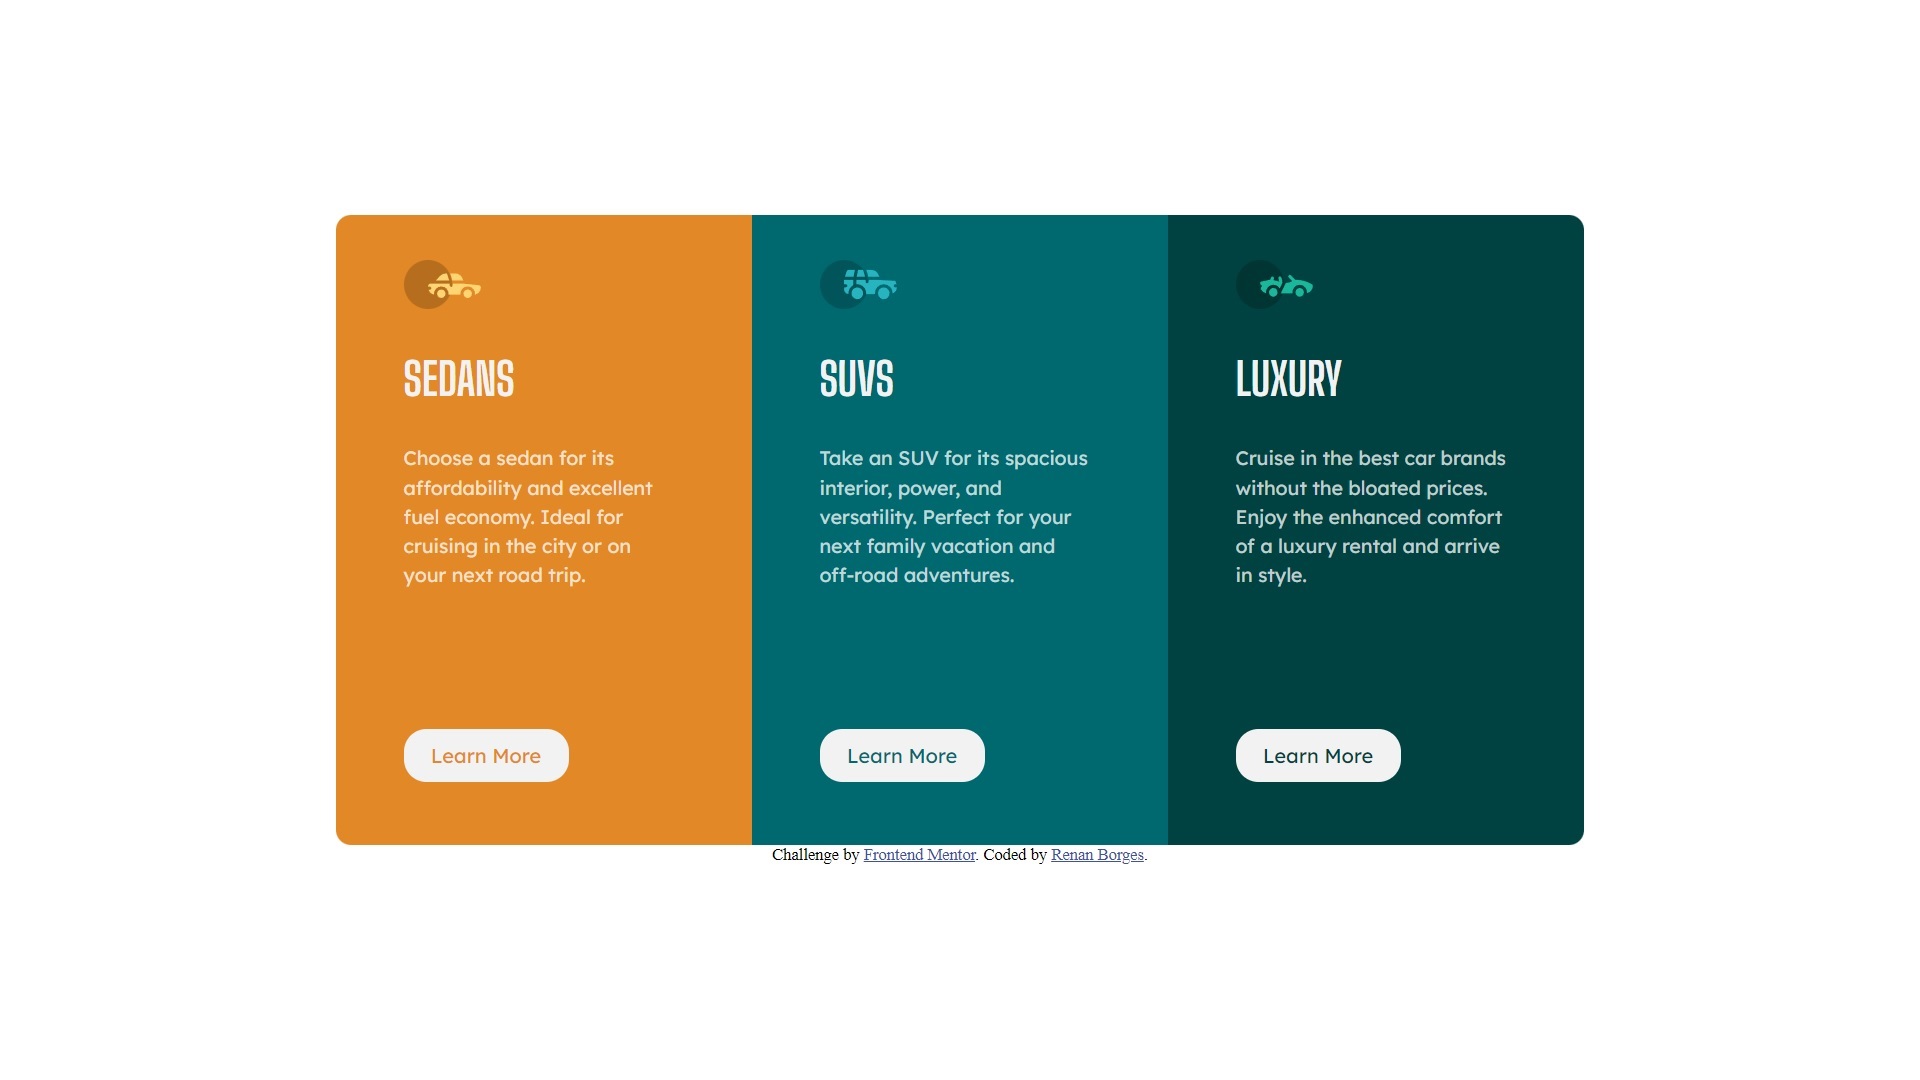 SEDANS
Choose a sedan for its
affordability and excellent
fuel economy. Ideal for
cruising in the city or on
your next road trip.
Learn More
SUVS
Take an SUV for its spacious
interior, power, and
versatility. Perfect for your
next family vacation and
off-road adventures.
Learn More
LUXURY
Cruise in the best car brands
without the bloated prices.
Enjoy the enhanced comfort
of a luxury rental and arrive
in style.
Learn More
Challenge by Frontend Mentor. Coded by Renan Borges.